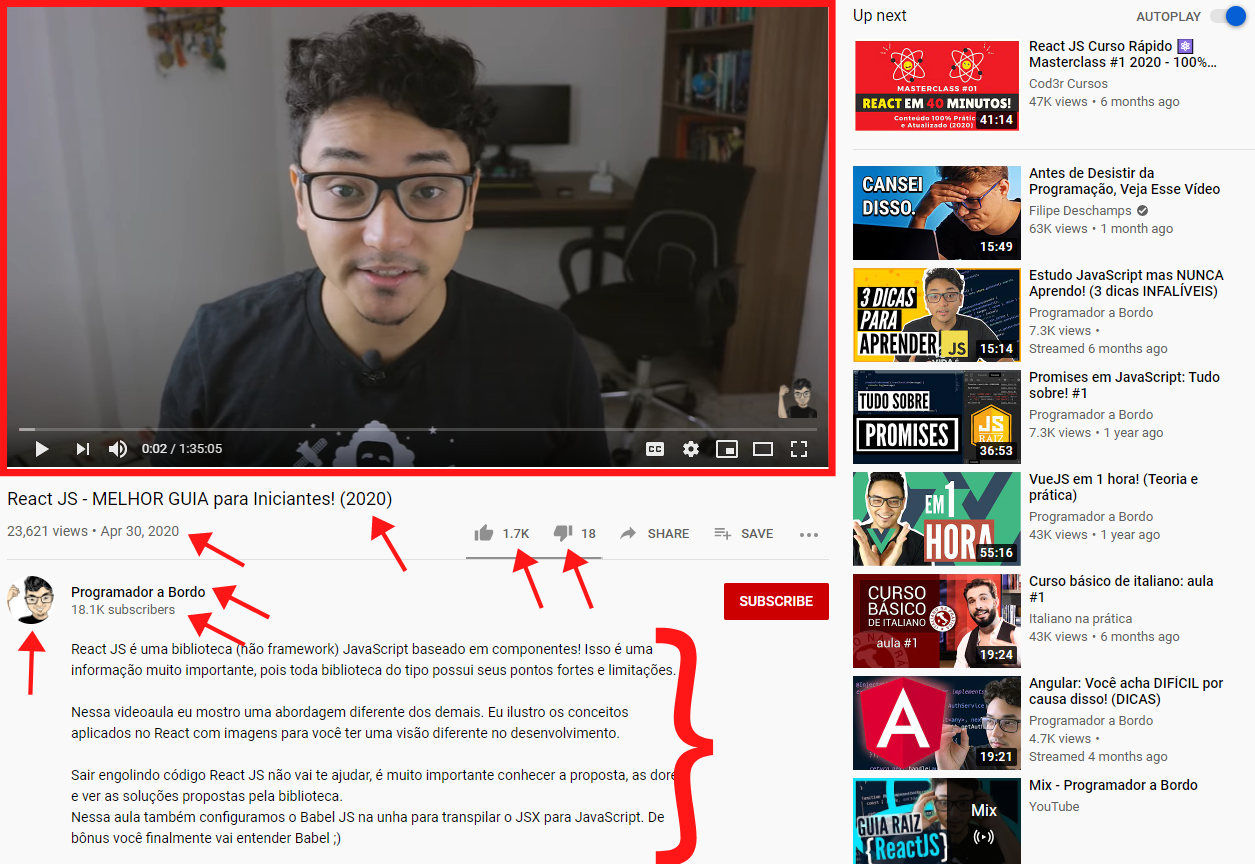 0:02 / 1:35:05
CC
React JS - MELHOR GUIA para Iniciantes! (2020)
23,621 views • Apr 30, 2020
1.7K
18
SHARE
SAVE
Programador a Bordo
18.1K subscribers
SUBSCRIBE
React JS é uma biblioteca (não framework) JavaScript baseado em componentes! Isso é uma
informação muito importante, pois toda biblioteca do tipo possui seus pontos fortes e limitações.
Nessa videoaula eu mostro uma abordagem diferente dos demais. Eu ilustro os conceitos
aplicados no React com imagens para você ter uma visão diferente no desenvolvimento.
Sair engolindo código React JS não vai te ajudar, é muito importante conhecer a proposta, as dore
e ver as soluções propostas pela biblioteca.
Nessa aula também configuramos o Babel JS na unha para transpilar o JSX para JavaScript. De
bônus você finalmente vai entender Babel ;)
Up next
AUTOPLAY
MASTERCLASS #01
REACT EM 40 MINUTOS!
Conteúdo 100% Prátic
e Atualizado (2020)
41:14
React JS Curso Rápido
Masterclass #1 2020 - 100%...
Cod3r Cursos
47K views • 6 months ago
CANSEI
DISSO.
15:49
Antes de Desistir da
Programação, Veja Esse Vídeo
Filipe Deschamps
63K views • 1 month ago
3 DICAS
PARA
APRENDER
JS
15:14
Estudo JavaScript mas NUNCA
Aprendo! (3 dicas INFALÍVEIS)
Programador a Bordo
7.3K views •
Streamed 6 months ago
TUDO SOBRE
PROMISES
JS
RAIZ
36:53
Promises em JavaScript: Tudo
sobre! #1
Programador a Bordo
7.3K views • 1 year ago
EM 1
HORA
55:16
VueJS em 1 hora! (Teoria e
prática)
Programador a Bordo
43K views • 1 year ago
CURSO
BÁSICO
DE ITALIANO
aula #1
19:24
Curso básico de italiano: aula
#1
Italiano na prática
43K views • 6 months ago
A
19:21
Angular: Você acha DIFÍCIL por
causa disso! (DICAS)
Programador a Bordo
4.7K views •
Streamed 4 months ago
GUIA RAIZ
ReactJS
Mix
Mix - Programador a Bordo
YouTube